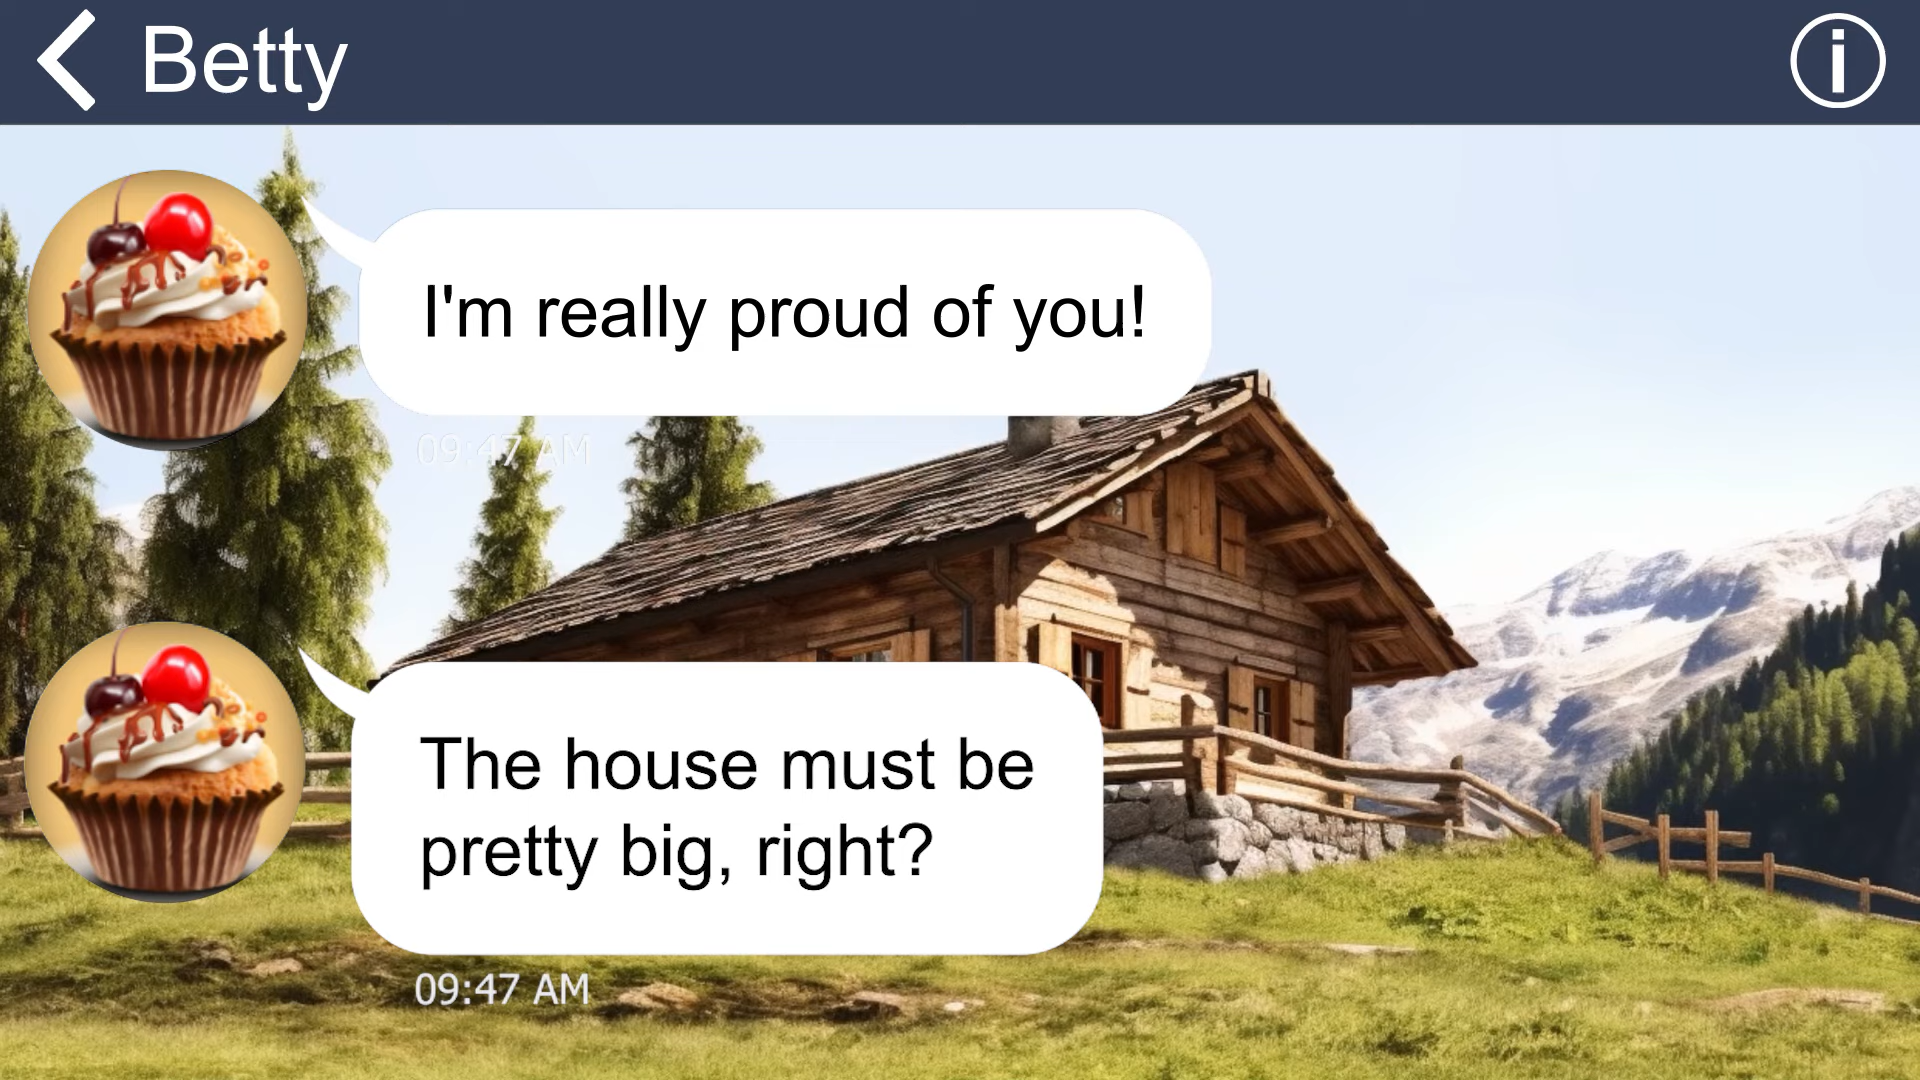 Betty
I'm really proud of you!
09:47 AM
The house must be
pretty big, right?
09:47 AM